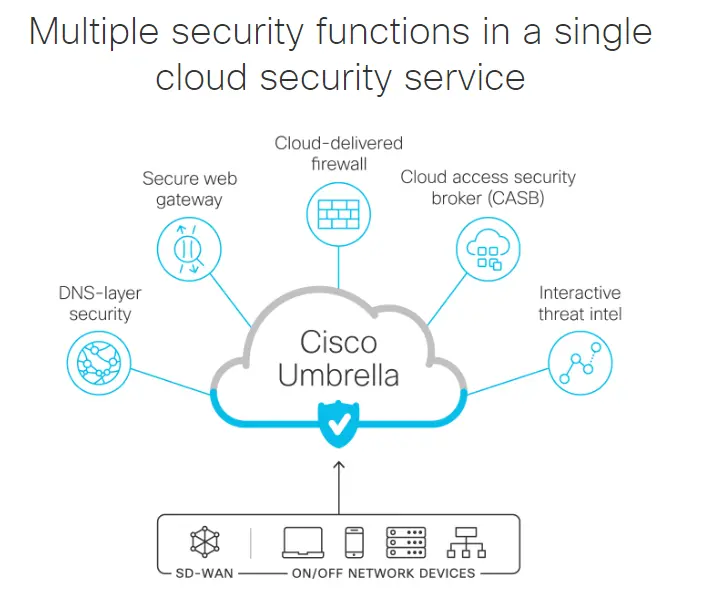 Multiple security functions in a single
cloud security service
Cloud-delivered
firewall
Secure web
gateway
Cloud access security
broker (CASB)
DNS-layer
security
Interactive
threat intel
Cisco
Umbrella
SD-WAN
ON/OFF NETWORK DEVICES